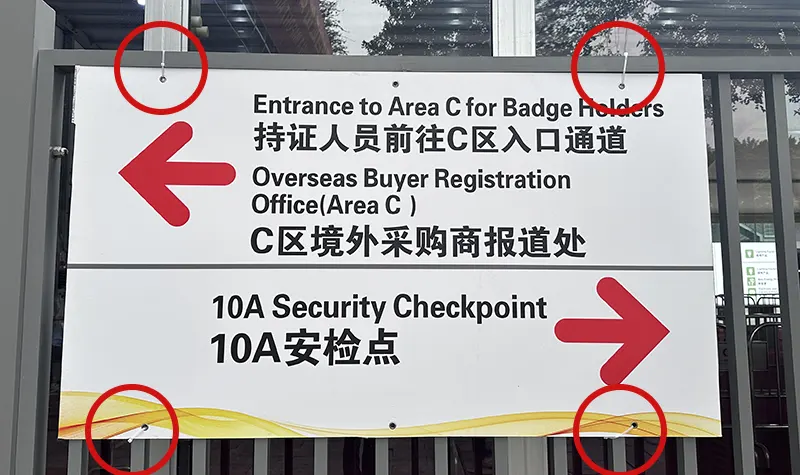 Entrance to Area C for Badge Holders
持证人员前往C区入口通道
Overseas Buyer Registration
Office(Area C )
C区境外采购商报道处
10A Security Checkpoint
10A安检点